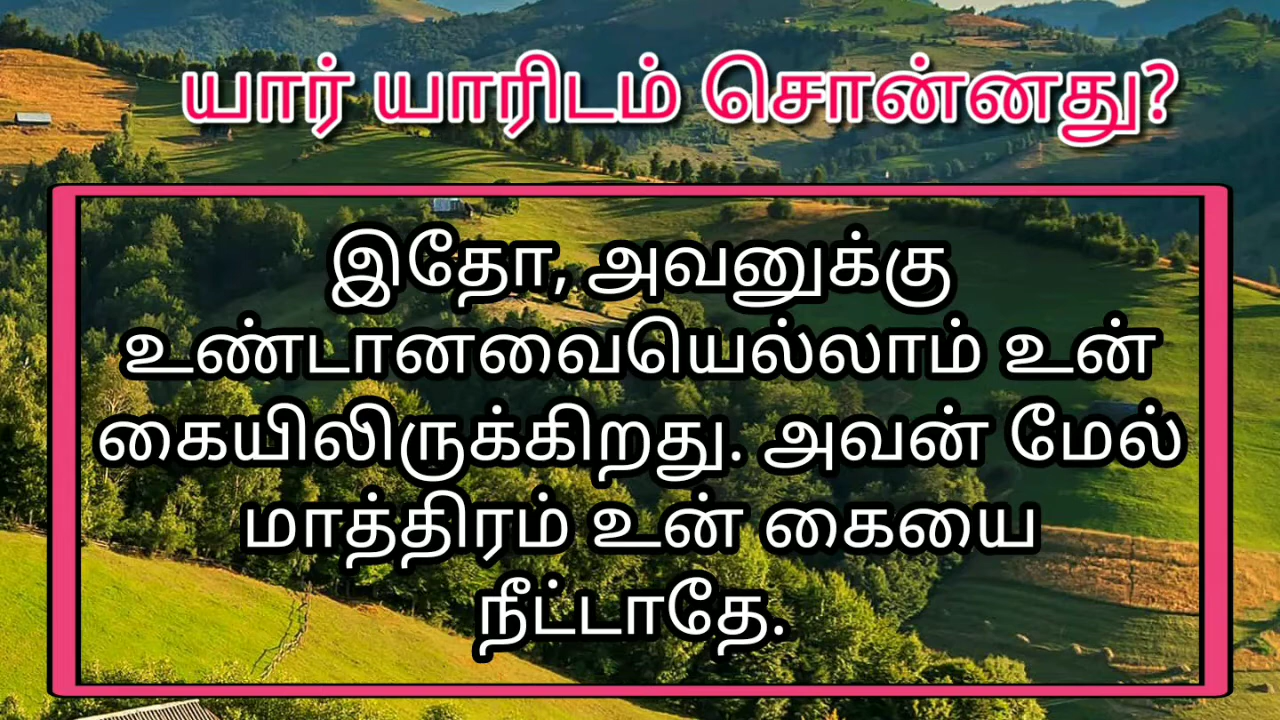 யார் யாரிடம் சொன்னது?
இதோ, அவனுக்கு
உண்டானவையெல்லாம் உன்
கையிலிருக்கிறது. அவன் மேல்
மாத்திரம் உன் கையை
நீட்டாதே.